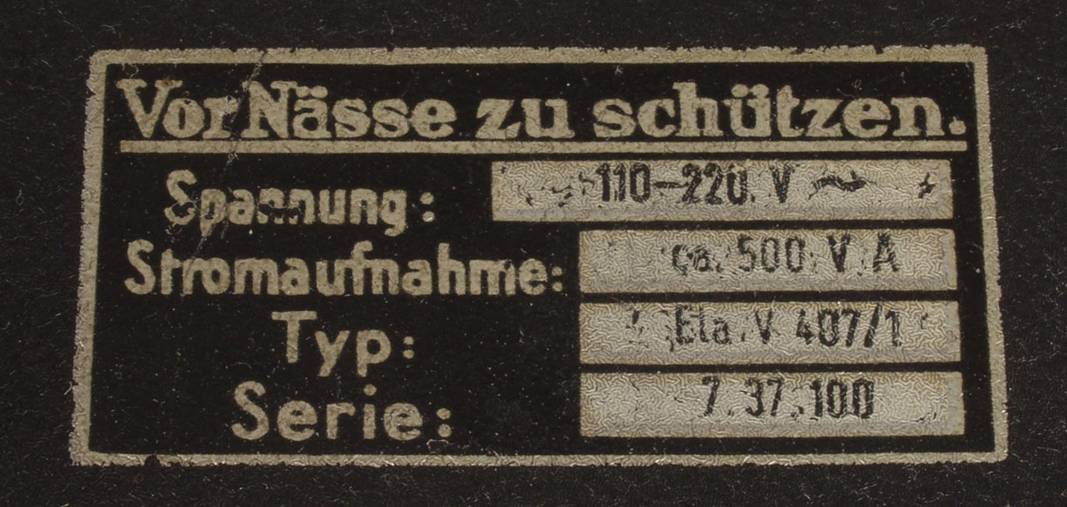 Vor Nässe zu schützen.
Spannung: 110–220 V ~
Stromaufnahme: ca. 500 V A
Typ: Ela V 407/1
Serie: 7.37.100